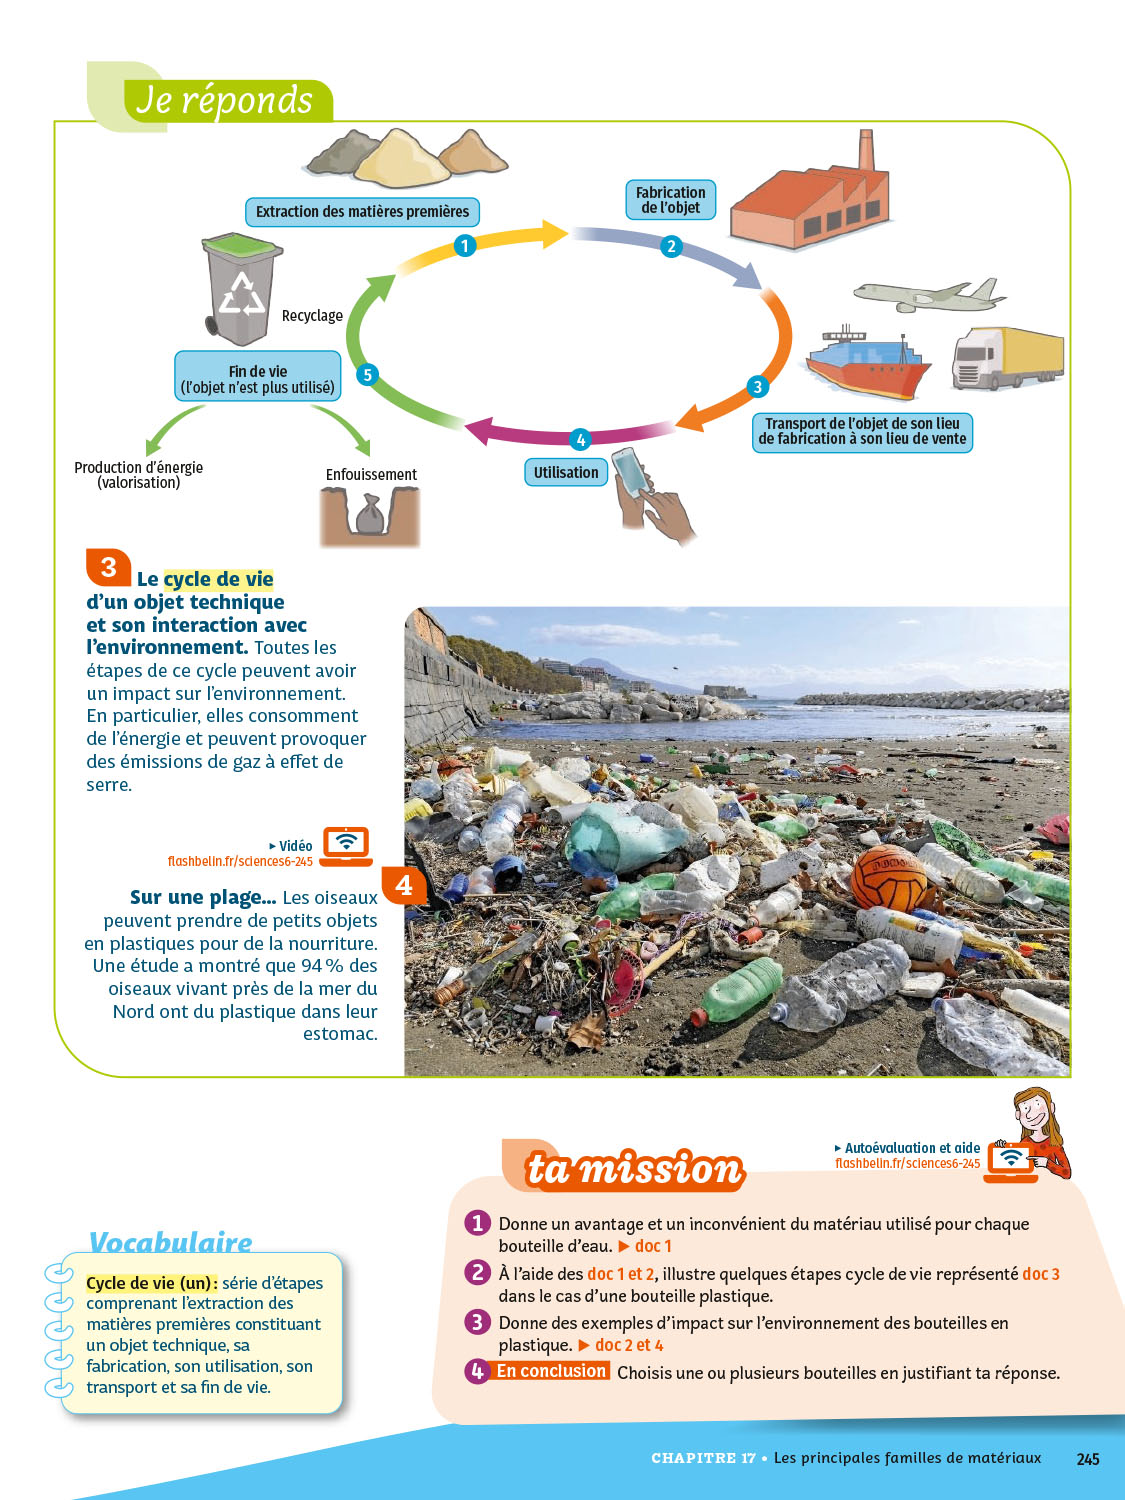 Je réponds
Extraction des matières premières
Fabrication
de l'objet
1
2
Recyclage
Fin de vie
(l'objet n'est plus utilisé)
5
3
Transport de l'objet de son lieu
de fabrication à son lieu de vente
4
Utilisation
Production d'énergie
(valorisation)
Enfouissement
3
Le cycle de vie
d'un objet technique
et son interaction avec
l'environnement. Toutes les
étapes de ce cycle peuvent avoir
un impact sur l'environnement.
En particulier, elles consomment
de l'énergie et peuvent provoquer
des émissions de gaz à effet de
serre.
▸ Vidéo
flashbelin.fr/sciences6-245
4
Sur une plage... Les oiseaux
peuvent prendre de petits objets
en plastiques pour de la nourriture.
Une étude a montré que 94 % des
oiseaux vivant près de la mer du
Nord ont du plastique dans leur
estomac.
Vocabulaire
Cycle de vie (un) : série d'étapes
comprenant l'extraction des
matières premières constituant
un objet technique, sa
fabrication, son utilisation, son
transport et sa fin de vie.
ta mission
▸ Autoévaluation et aide
flashbelin.fr/sciences6-245
1 Donne un avantage et un inconvénient du matériau utilisé pour chaque
bouteille d'eau. ▶ doc 1
2 À l'aide des doc 1 et 2, illustre quelques étapes cycle de vie représenté doc 3
dans le cas d'une bouteille plastique.
3 Donne des exemples d'impact sur l'environnement des bouteilles en
plastique. ▶ doc 2 et 4
4 En conclusion Choisis une ou plusieurs bouteilles en justifiant ta réponse.
CHAPITRE 17 • Les principales familles de matériaux 245